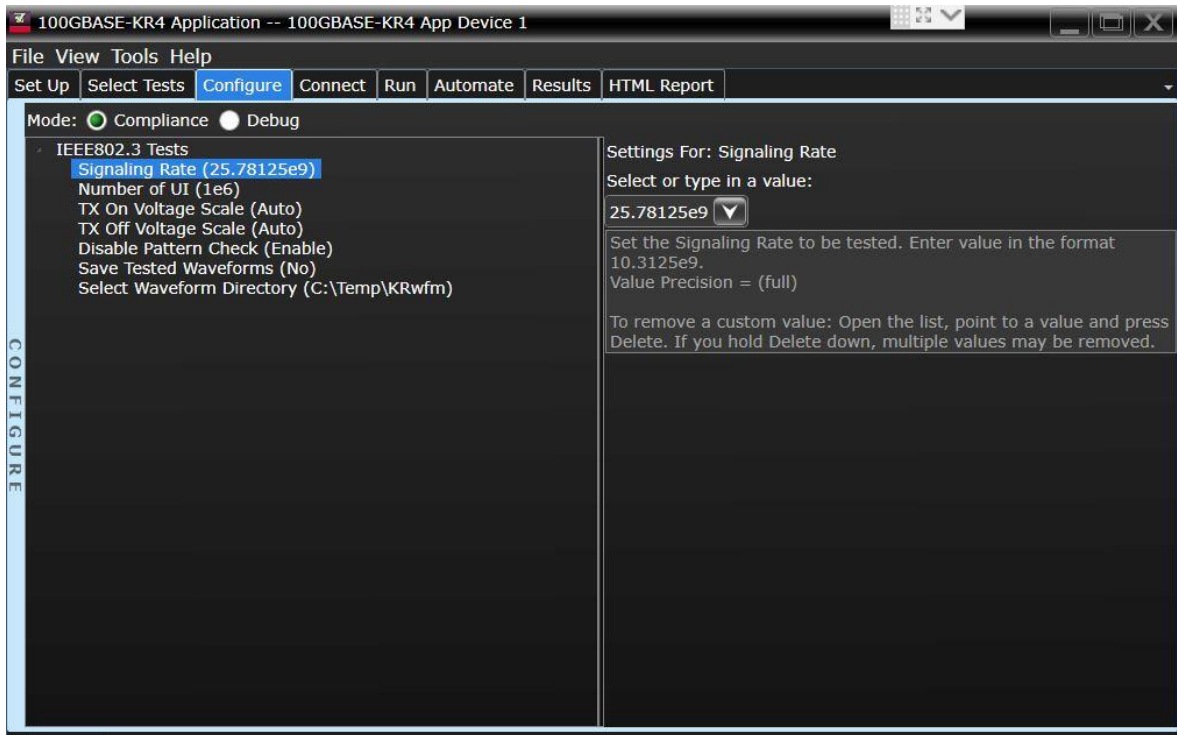 100GBASE-KR4 Application -- 100GBASE-KR4 App Device 1
File View Tools Help
Set Up Select Tests Configure Connect Run Automate Results HTML Report
Mode: Compliance Debug
IEEE802.3 Tests
Signaling Rate (25.78125e9)
Number of UI (1e6)
TX On Voltage Scale (Auto)
TX Off Voltage Scale (Auto)
Disable Pattern Check (Enable)
Save Tested Waveforms (No)
Select Waveform Directory (C:\Temp\KRwfm)
Settings For: Signaling Rate
Select or type in a value:
25.78125e9
Set the Signaling Rate to be tested. Enter value in the format
10.3125e9.
Value Precision = (full)
To remove a custom value: Open the list, point to a value and press
Delete. If you hold Delete down, multiple values may be removed.
CONFIGURE